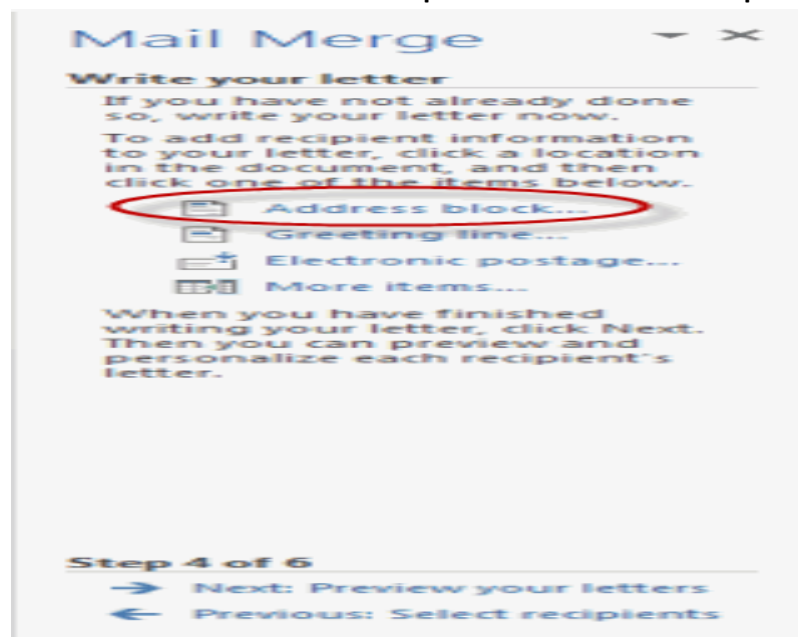 Mail Merge
Write your letter
If you have not already done
so, write your letter now.
To add recipient information
to your letter, click a location
in the document, and then
click one of the items below.
Address block...
Greeting line...
Electronic postage...
More items...
When you have finished
writing your letter, click Next.
Then you can preview and
personalize each recipient's
letter.
Step 4 of 6
Next: Preview your letters
Previous: Select recipients